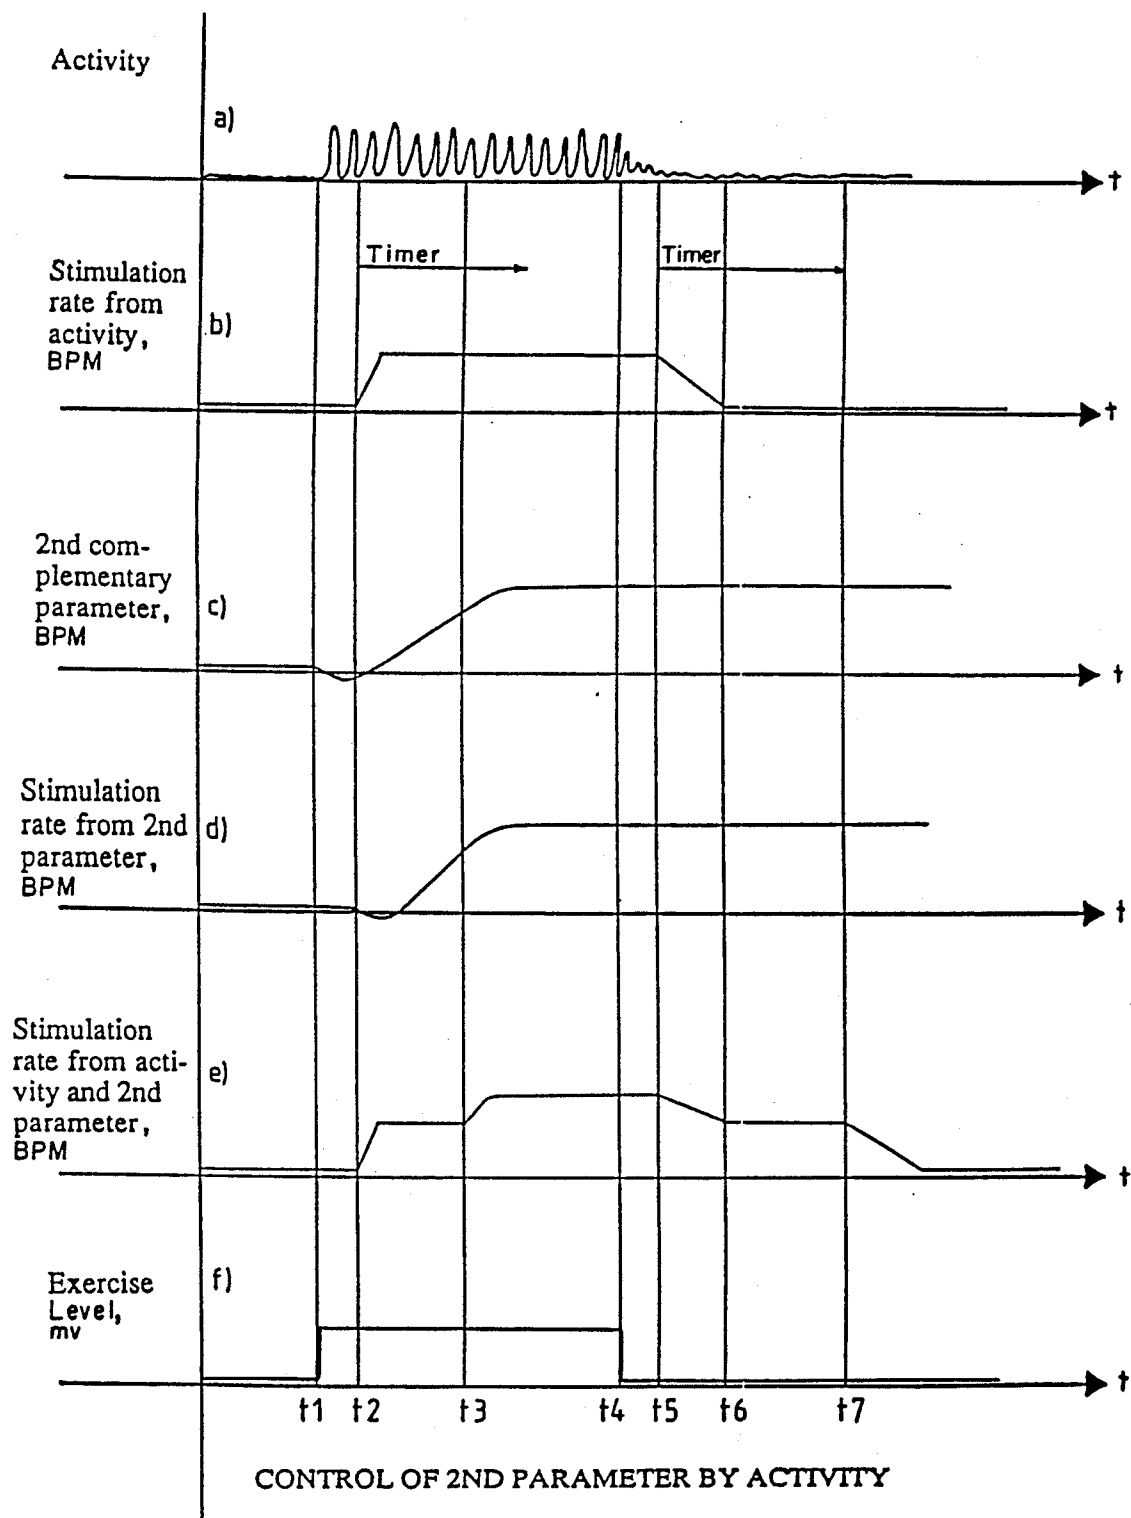 Activity
a)
t
Timer
Timer
Stimulation
rate from
activity,
BPM
b)
t
2nd com-
plementary
parameter,
BPM
c)
t
Stimulation
rate from 2nd
parameter,
BPM
d)
t
Stimulation
rate from acti-
vity and 2nd
parameter,
BPM
e)
t
Exercise
Level,
mv
f)
t
t1 t2 t3 t4 t5 t6 t7
CONTROL OF 2ND PARAMETER BY ACTIVITY